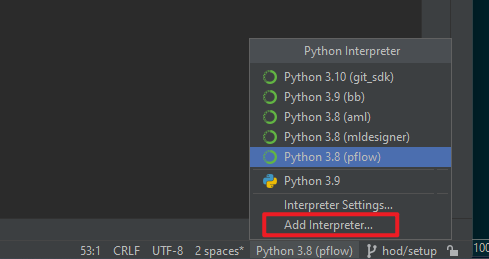 Python Interpreter
Python 3.10 (git_sdk)
Python 3.9 (bb)
Python 3.8 (aml)
Python 3.8 (mldesigner)
Python 3.8 (pflow)
Python 3.9
Interpreter Settings...
Add Interpreter...
53:1 CRLF UTF-8 2 spaces* Python 3.8 (pflow) hod/setup 100